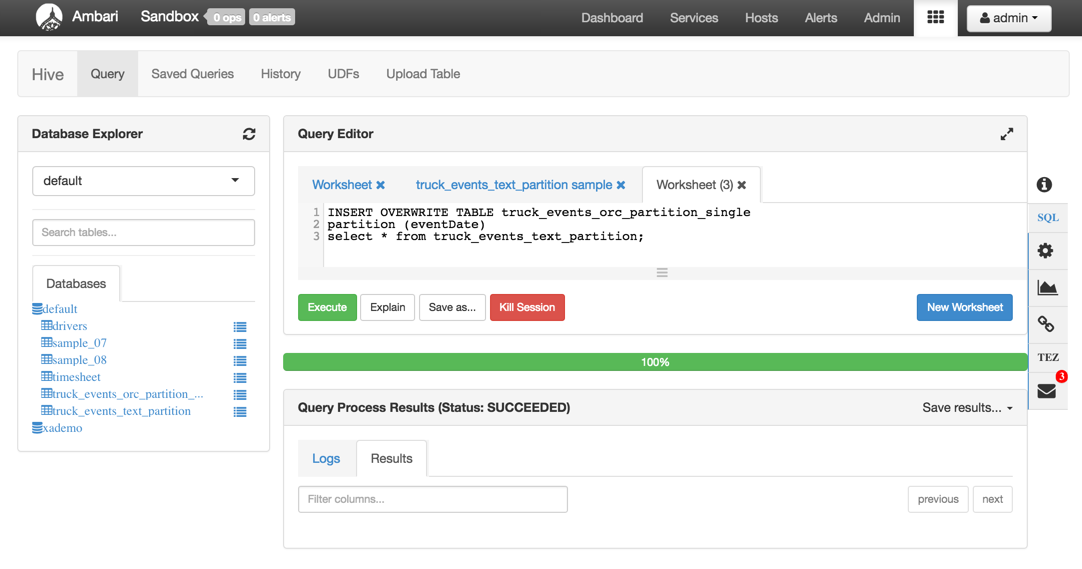 Ambari Sandbox 0 ops 0 alerts Dashboard Services Hosts Alerts Admin admin
Hive Query Saved Queries History UDFs Upload Table
Database Explorer
default
Search tables...
Databases
default
drivers
sample_07
sample_08
timesheet
truck_events_orc_partition_...
truck_events_text_partition
xademo
Query Editor
Worksheet truck_events_text_partition sample Worksheet (3)
1 INSERT OVERWRITE TABLE truck_events_orc_partition_single
2 partition (eventDate)
3 select * from truck_events_text_partition;
Execute Explain Save as... Kill Session New Worksheet
100%
Query Process Results (Status: SUCCEEDED) Save results...
Logs Results
Filter columns... previous next
SQL
TEZ
3